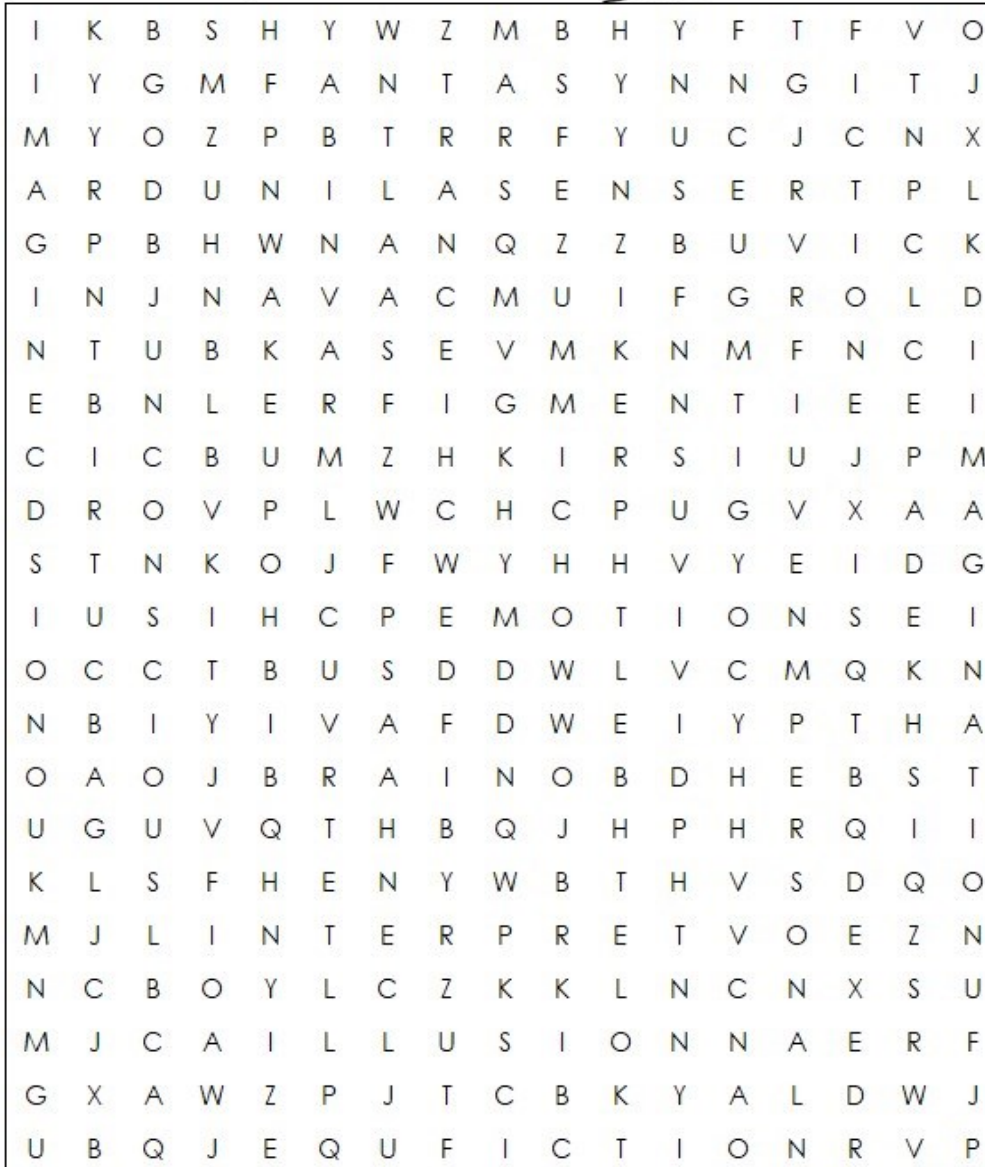 I K B S H Y W Z M B H Y F T F V O
I Y G M F A N T A S Y N N G I T J
M Y O Z P B T R R F Y U C J C N X
A R D U N I L A S E N S E R T P L
G P B H W N A N Q Z Z B U V I C K
I N J N A V A C M U I F G R O L D
N T U B K A S E V M K N M F N C I
E B N L E R F I G M E N T I E E I
C I C B U M Z H K I R S I U J P M
D R O V P L W C H C P U G V X A A
S T N K O J F W Y H H V Y E I D G
I U S I H C P E M O T I O N S E I
O C C T B U S D D W L V C M Q K N
N B I Y I V A F D W E I Y P T H A
O A O J B R A I N O B D H E B S T
U G U V Q T H B Q J H P H R Q I I
K L S F H E N Y W B T H V S D Q O
M J L I N T E R P R E T V O E Z N
N C B O Y L C Z K K L N C N X S U
M J C A I L L U S I O N N A E R F
G X A W Z P J T C B K Y A L D W J
U B Q J E Q U F I C T I O N R V P